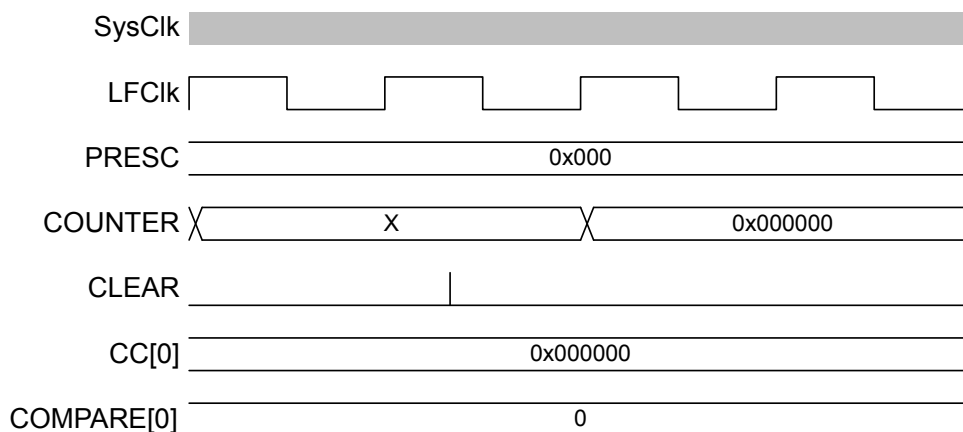 SysClk
LFClk
PRESC 0x000
COUNTER X 0x000000
CLEAR
CC[0] 0x000000
COMPARE[0] 0